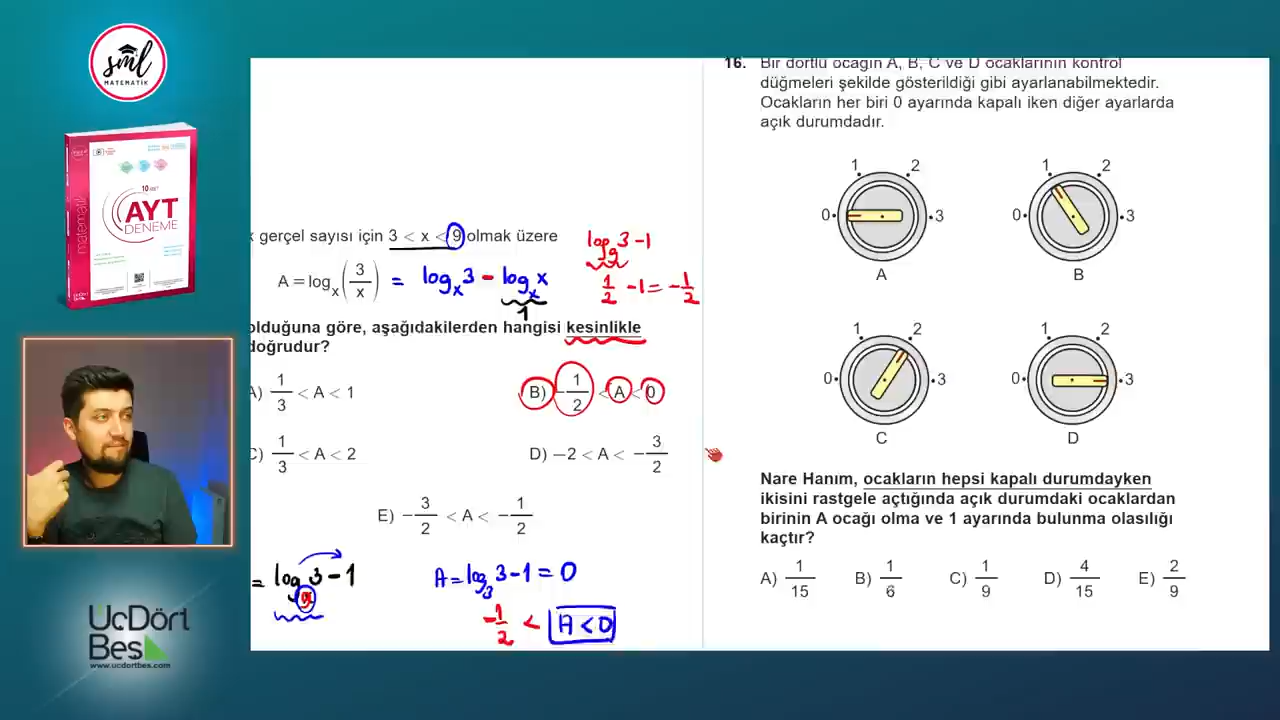 sml
MATEMATİK
10 ADET
AYT
DENEME
matematik
ÜçDört
Beş
www.ucdortbes.com
x gerçel sayısı için 3 < x < 9 olmak üzere
A = log_x (3/x) = log_x 3 - log_x x
1
log_9 3 - 1
1/2 - 1 = -1/2
olduğuna göre, aşağıdakilerden hangisi kesinlikle
doğrudur?
A) 1/3 < A < 1
B) -1/2 < A < 0
C) 1/3 < A < 2
D) -2 < A < -3/2
E) -3/2 < A < -1/2
= log_9 3 - 1
A = log_3 3 - 1 = 0
-1/2 < A < 0
16. Bir dörtlü ocağın A, B, C ve D ocaklarının kontrol
düğmeleri şekilde gösterildiği gibi ayarlanabilmektedir.
Ocakların her biri 0 ayarında kapalı iken diğer ayarlarda
açık durumdadır.
0 1 2 3
A
0 1 2 3
B
0 1 2 3
C
0 1 2 3
D
Nare Hanım, ocakların hepsi kapalı durumdayken
ikisini rastgele açtığında açık durumdaki ocaklardan
birinin A ocağı olma ve 1 ayarında bulunma olasılığı
kaçtır?
A) 1/15
B) 1/6
C) 1/9
D) 4/15
E) 2/9